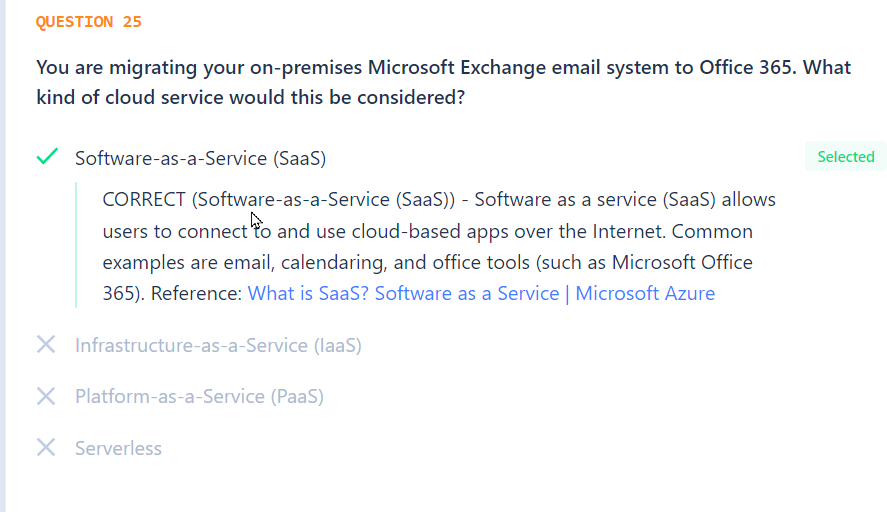 QUESTION 25
You are migrating your on-premises Microsoft Exchange email system to Office 365. What
kind of cloud service would this be considered?
Software-as-a-Service (SaaS)
Selected
CORRECT (Software-as-a-Service (SaaS)) - Software as a service (SaaS) allows
users to connect to and use cloud-based apps over the Internet. Common
examples are email, calendaring, and office tools (such as Microsoft Office
365). Reference: What is SaaS? Software as a Service | Microsoft Azure
Infrastructure-as-a-Service (IaaS)
Platform-as-a-Service (PaaS)
Serverless